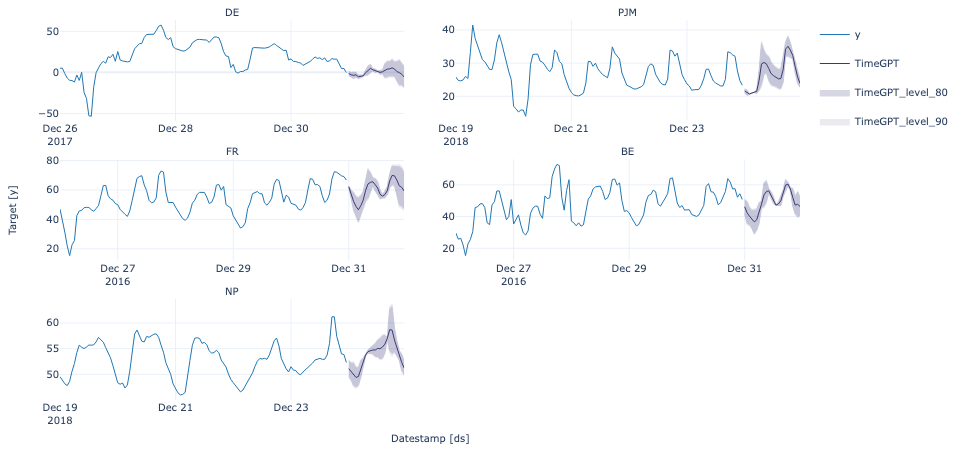 DE
50
0
−50
Dec 26
2017
Dec 28
Dec 30
PJM
40
30
20
Dec 19
2018
Dec 21
Dec 23
y
TimeGPT
TimeGPT_level_80
TimeGPT_level_90
Target [y]
FR
80
60
40
20
Dec 27
2016
Dec 29
Dec 31
BE
60
40
20
Dec 27
2016
Dec 29
Dec 31
NP
60
55
50
Dec 19
2018
Dec 21
Dec 23
Datestamp [ds]